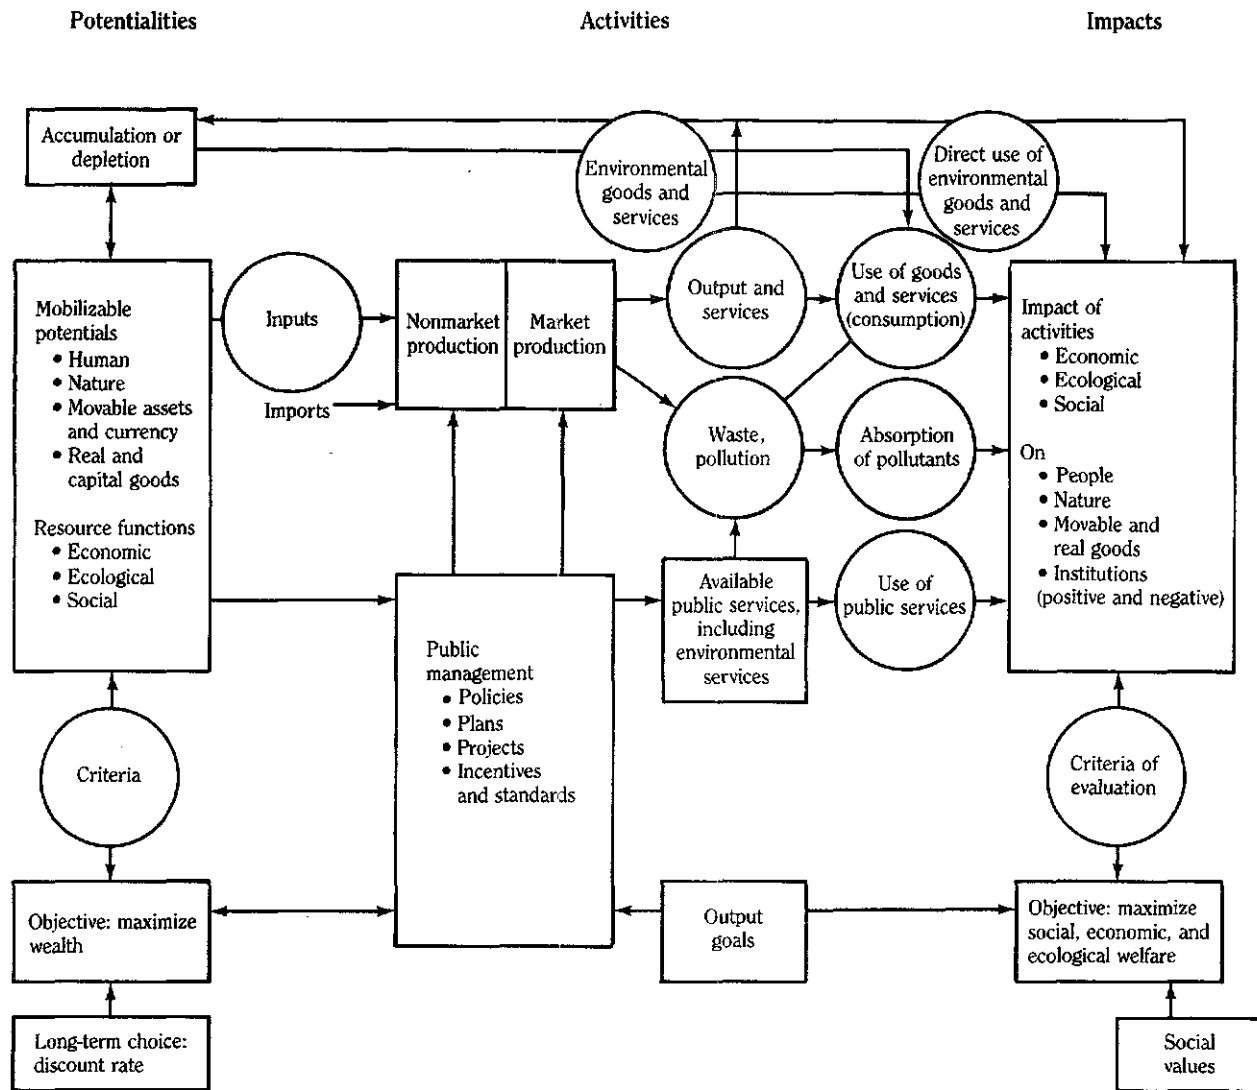 Potentialities
Activities
Impacts
Accumulation or
depletion
Environmental
goods and
services
Direct use of
environmental
goods and
services
Mobilizable
potentials
• Human
• Nature
• Movable assets
and currency
• Real and
capital goods
Resource functions
• Economic
• Ecological
• Social
Inputs
Imports
Nonmarket
production
Market
production
Output and
services
Use of goods
and services
(consumption)
Waste,
pollution
Absorption
of pollutants
Available
public services,
including
environmental
services
Use of
public services
Impact of
activities
• Economic
• Ecological
• Social
On
• People
• Nature
• Movable and
real goods
• Institutions
(positive and negative)
Public
management
• Policies
• Plans
• Projects
• Incentives
and standards
Criteria
Criteria of
evaluation
Objective: maximize
wealth
Output
goals
Objective: maximize
social, economic, and
ecological welfare
Long-term choice:
discount rate
Social
values